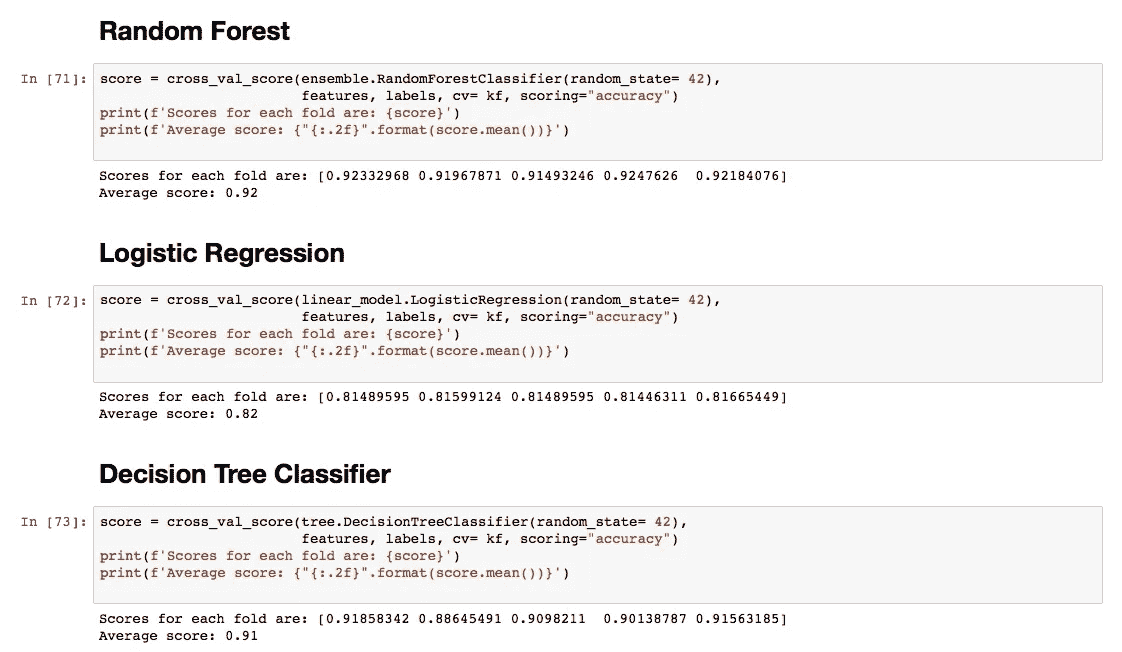 Random Forest
In [71]: score = cross_val_score(ensemble.RandomForestClassifier(random_state= 42),
features, labels, cv= kf, scoring="accuracy")
print(f'Scores for each fold are: {score}')
print(f'Average score: {"{:.2f}".format(score.mean())}')
Scores for each fold are: [0.92332968 0.91967871 0.91493246 0.9247626  0.92184076]
Average score: 0.92
Logistic Regression
In [72]: score = cross_val_score(linear_model.LogisticRegression(random_state= 42),
features, labels, cv= kf, scoring="accuracy")
print(f'Scores for each fold are: {score}')
print(f'Average score: {"{:.2f}".format(score.mean())}')
Scores for each fold are: [0.81489595 0.81599124 0.81489595 0.81446311 0.81665449]
Average score: 0.82
Decision Tree Classifier
In [73]: score = cross_val_score(tree.DecisionTreeClassifier(random_state= 42),
features, labels, cv= kf, scoring="accuracy")
print(f'Scores for each fold are: {score}')
print(f'Average score: {"{:.2f}".format(score.mean())}')
Scores for each fold are: [0.91858342 0.88645491 0.9098211  0.90138787 0.91563185]
Average score: 0.91